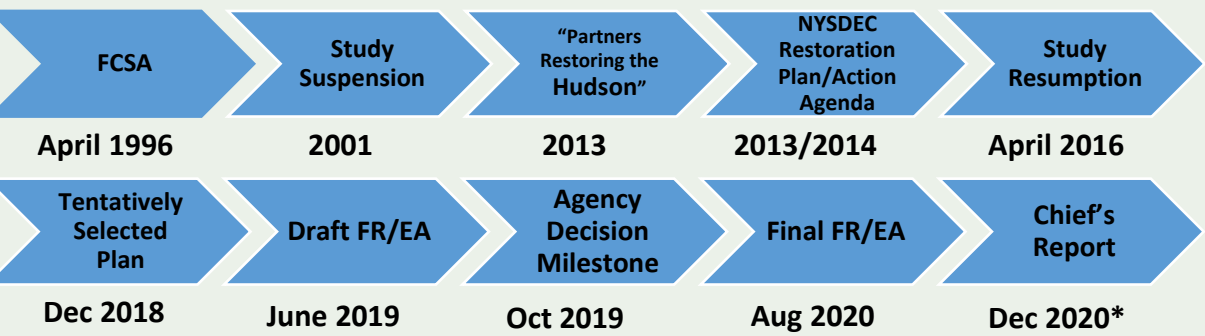 FCSA
Study
Suspension
“Partners
Restoring the
Hudson”
NYSDEC
Restoration
Plan/Action
Agenda
Study
Resumption
April 1996
2001
2013
2013/2014
April 2016
Tentatively
Selected
Plan
Draft FR/EA
Agency
Decision
Milestone
Final FR/EA
Chief’s
Report
Dec 2018
June 2019
Oct 2019
Aug 2020
Dec 2020*